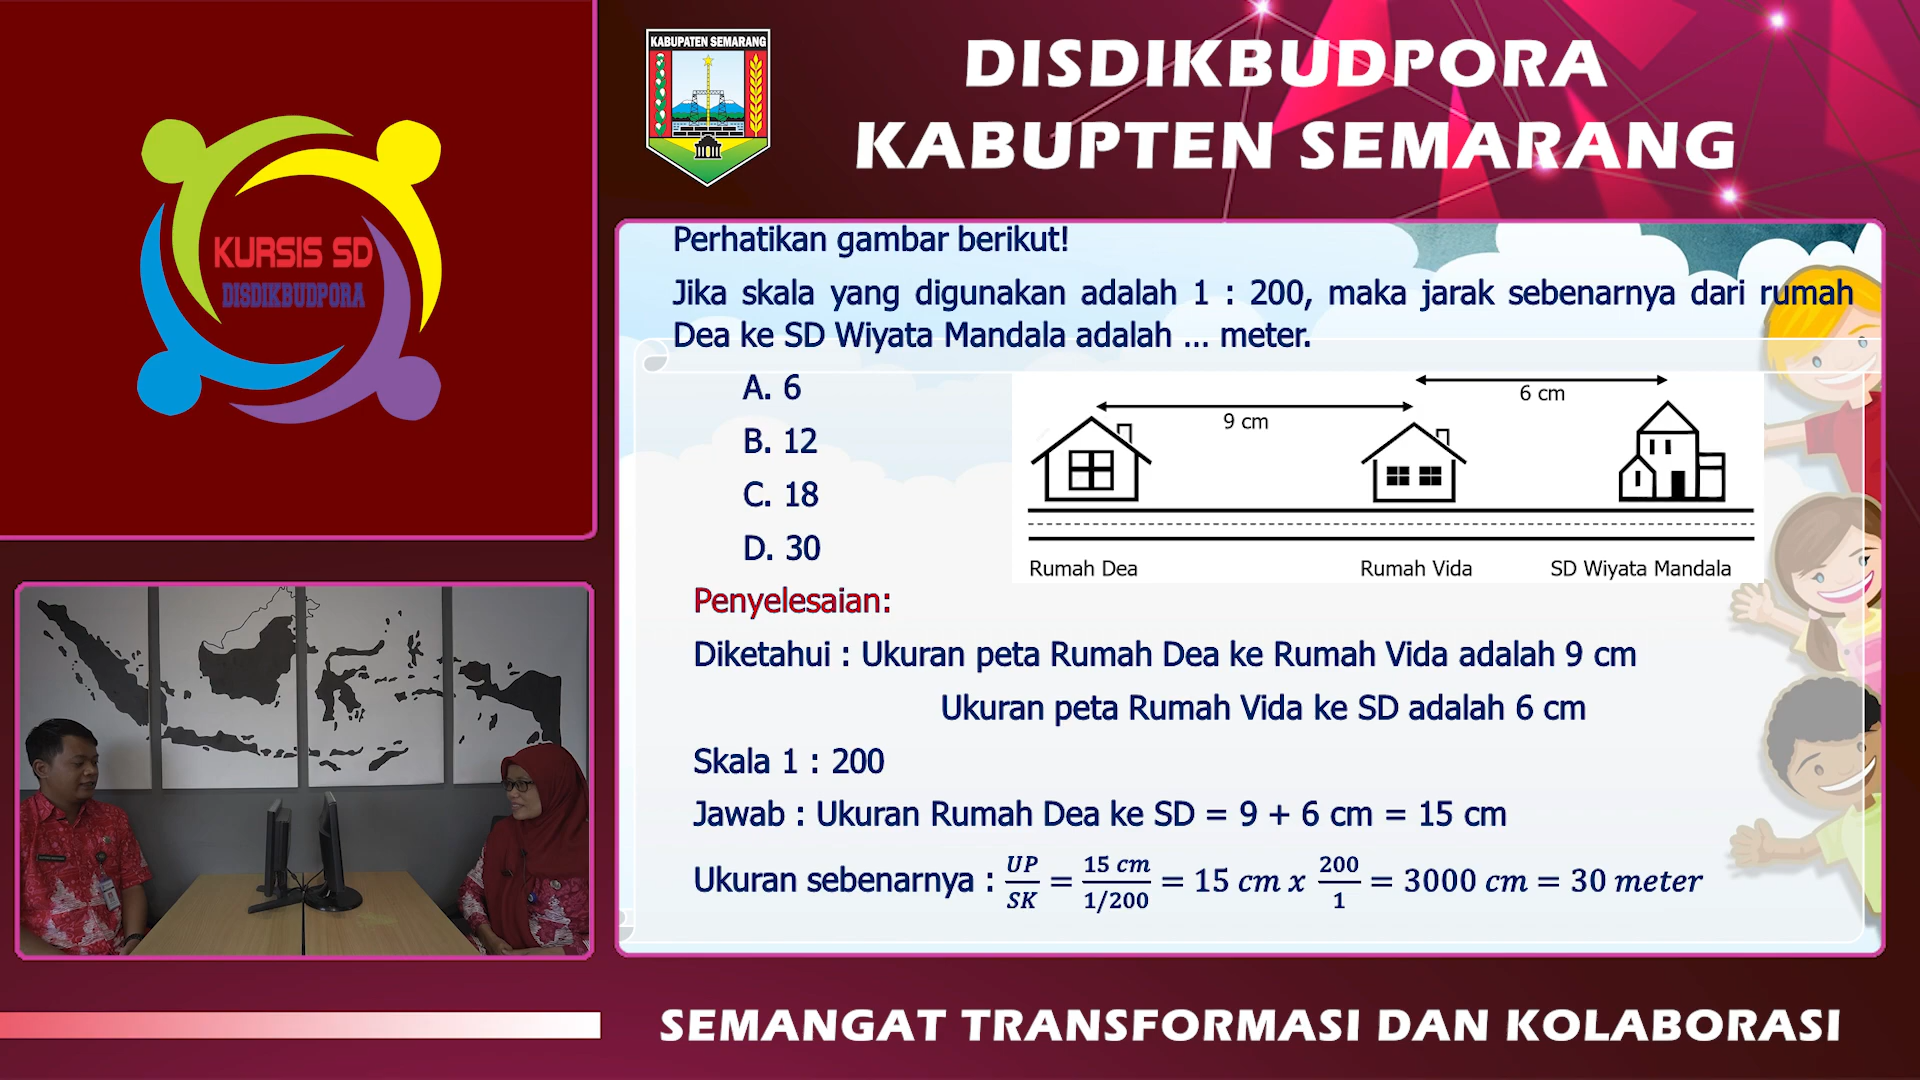 KURSIS SD
DISDIKBUDPORA
KABUPATEN SEMARANG
DISDIKBUDPORA
KABUPTEN SEMARANG
Perhatikan gambar berikut!
Jika skala yang digunakan adalah 1 : 200, maka jarak sebenarnya dari rumah
Dea ke SD Wiyata Mandala adalah ... meter.
A. 6
B. 12
C. 18
D. 30
6 cm
9 cm
Rumah Dea
Rumah Vida
SD Wiyata Mandala
Penyelesaian:
Diketahui : Ukuran peta Rumah Dea ke Rumah Vida adalah 9 cm
Ukuran peta Rumah Vida ke SD adalah 6 cm
Skala 1 : 200
Jawab : Ukuran Rumah Dea ke SD = 9 + 6 cm = 15 cm
Ukuran sebenarnya : UP/SK = 15 cm/1/200 = 15 cm x 200/1 = 3000 cm = 30 meter
SEMANGAT TRANSFORMASI DAN KOLABORASI